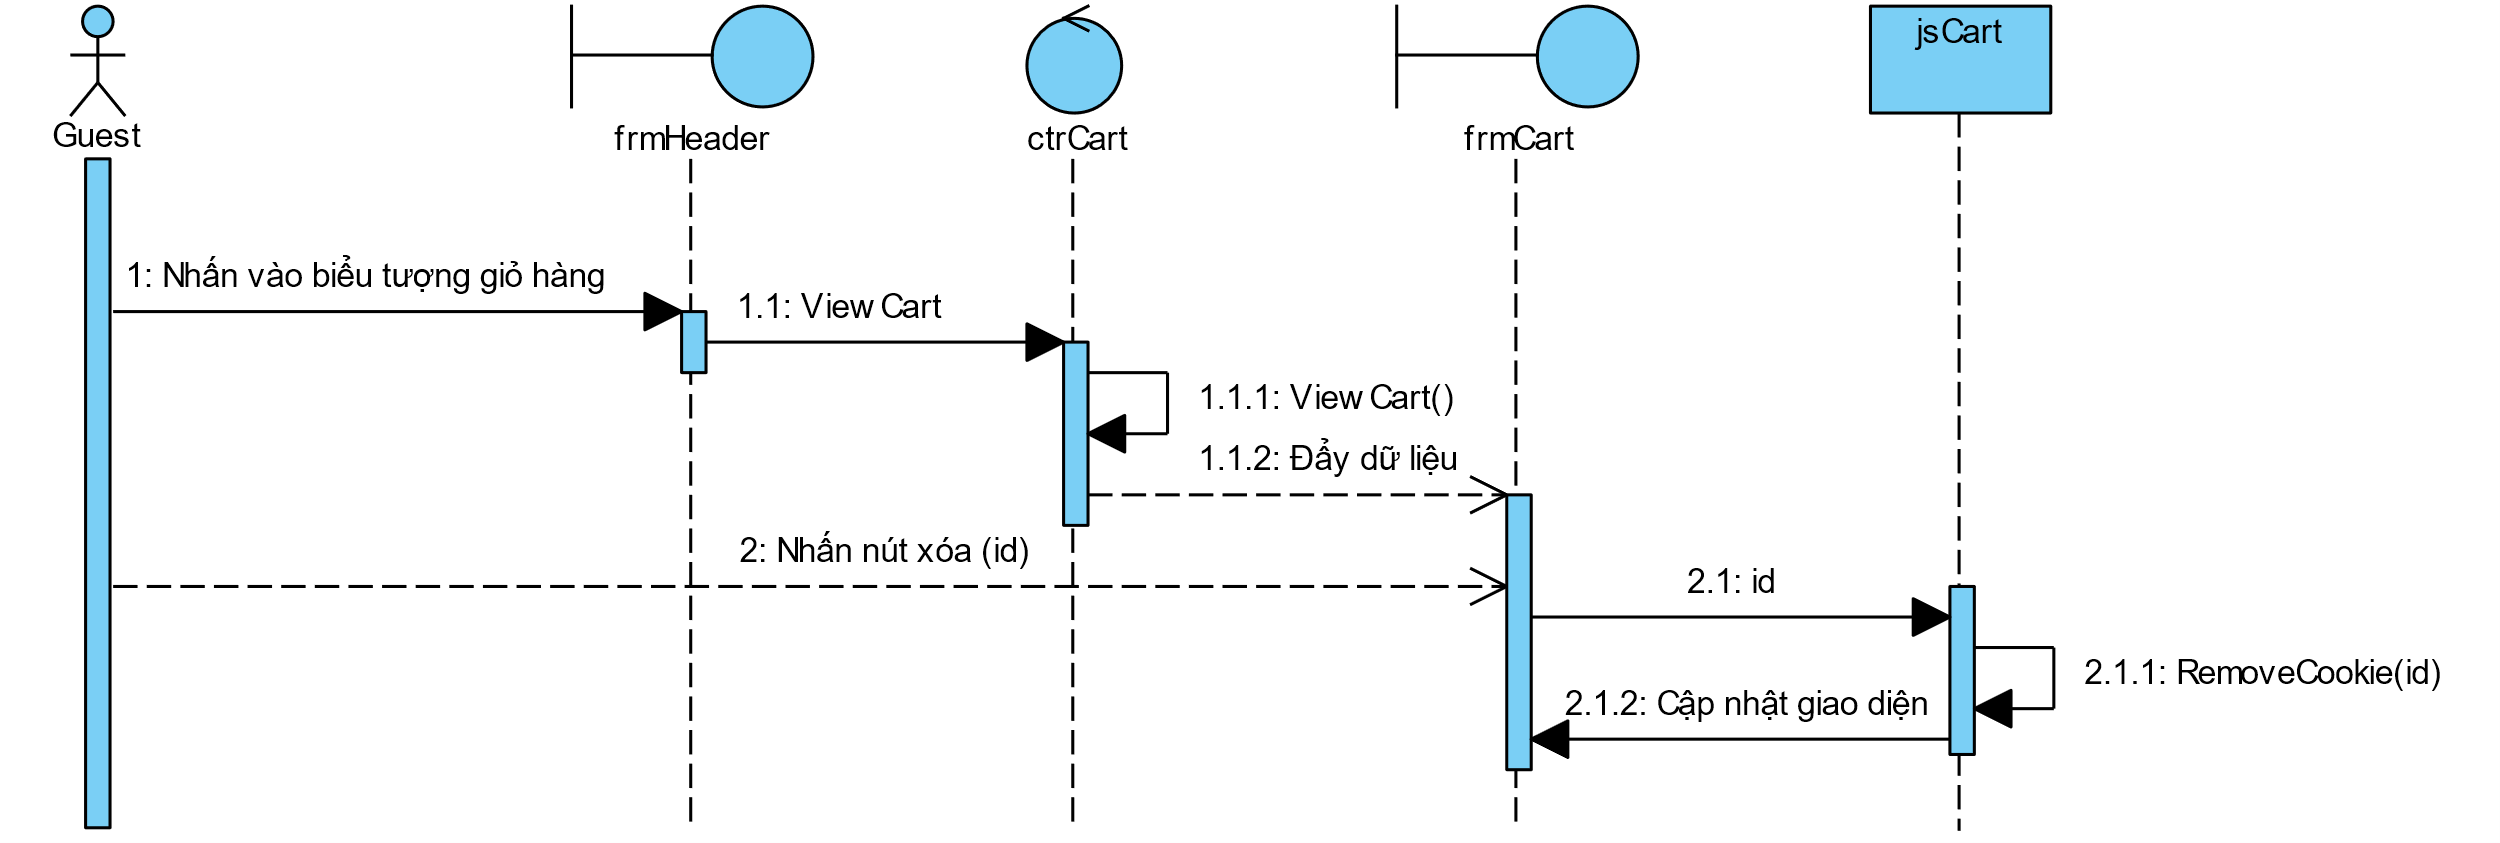 Guest
frmHeader
ctrCart
frmCart
jsCart
1: Nhấn vào biểu tượng giỏ hàng
1.1: View Cart
1.1.1: View Cart()
1.1.2: Đẩy dữ liệu
2: Nhấn nút xóa (id)
2.1: id
2.1.1: RemoveCookie(id)
2.1.2: Cập nhật giao diện